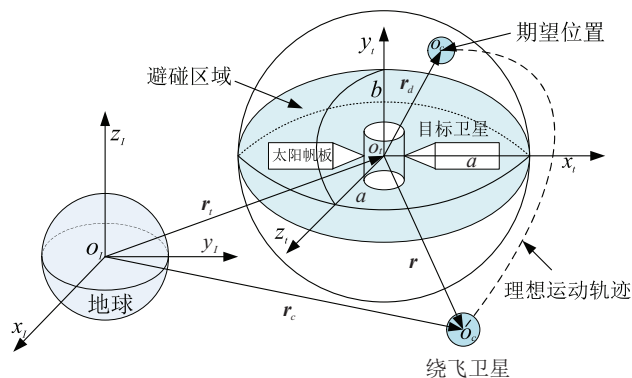 期望位置
o_c
y_t
避碰区域
b
r_d
目标卫星
太阳帆板
o_t
a
x_t
z_I
r_t
a
z_t
o_I
y_I
r
地球
理想运动轨迹
r_c
x_I
o_c'
绕飞卫星